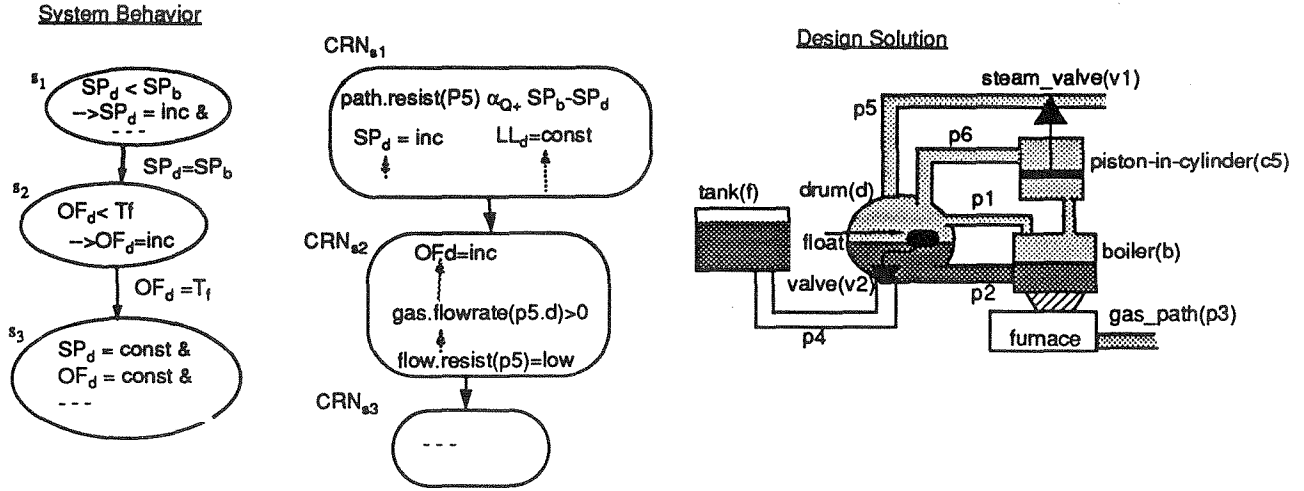 System Behavior
s1
SPd < SPb
-->SPd = inc &
- - -
SPd=SPb
s2
OFd< Tf
-->OFd=inc
OFd=Tf
s3
SPd = const &
OFd = const &
- - -
CRNs1
path.resist(P5) αQ+ SPb-SPd
SPd = inc LLd=const
CRNs2
OFd=inc
gas.flowrate(p5.d)>0
flow.resist(p5)=low
CRNs3
- - -
Design Solution
steam_valve(v1)
p5
p6
piston-in-cylinder(c5)
tank(f)
drum(d)
p1
float
boiler(b)
valve(v2)
p2
gas_path(p3)
p4
furnace